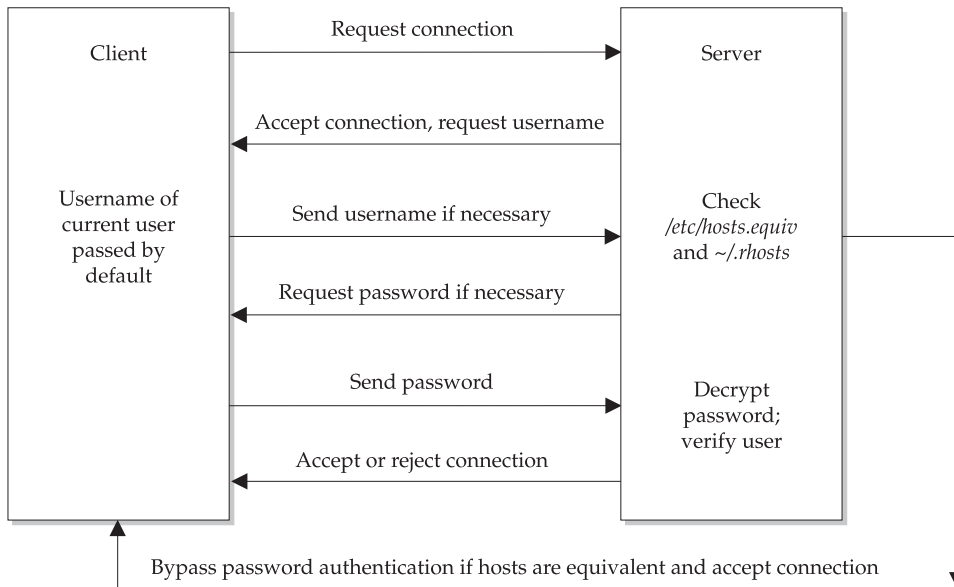 Client
Request connection
Server
Accept connection, request username
Username of
current user
passed by
default
Send username if necessary
Check
/etc/hosts.equiv
and ~/.rhosts
Request password if necessary
Send password
Decrypt
password;
verify user
Accept or reject connection
Bypass password authentication if hosts are equivalent and accept connection